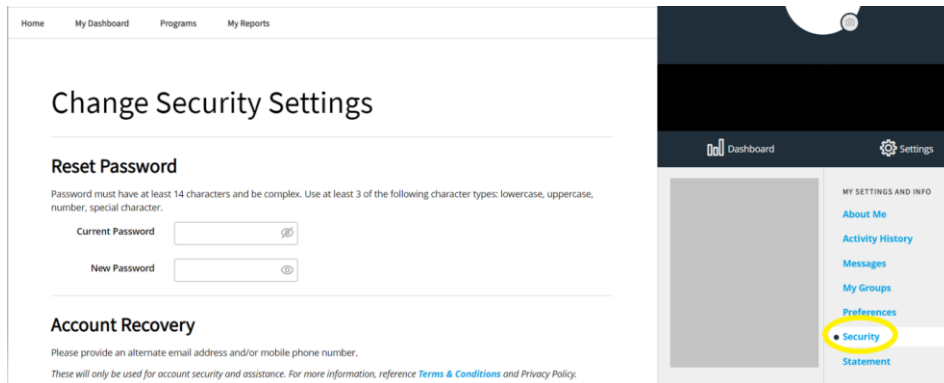 Home My Dashboard Programs My Reports
Change Security Settings
Reset Password
Password must have at least 14 characters and be complex. Use at least 3 of the following character types: lowercase, uppercase,
number, special character.
Current Password
New Password
Account Recovery
Please provide an alternate email address and/or mobile phone number.
These will only be used for account security and assistance. For more information, reference Terms & Conditions and Privacy Policy.
Dashboard Settings
MY SETTINGS AND INFO
About Me
Activity History
Messages
My Groups
Preferences
Security
Statement